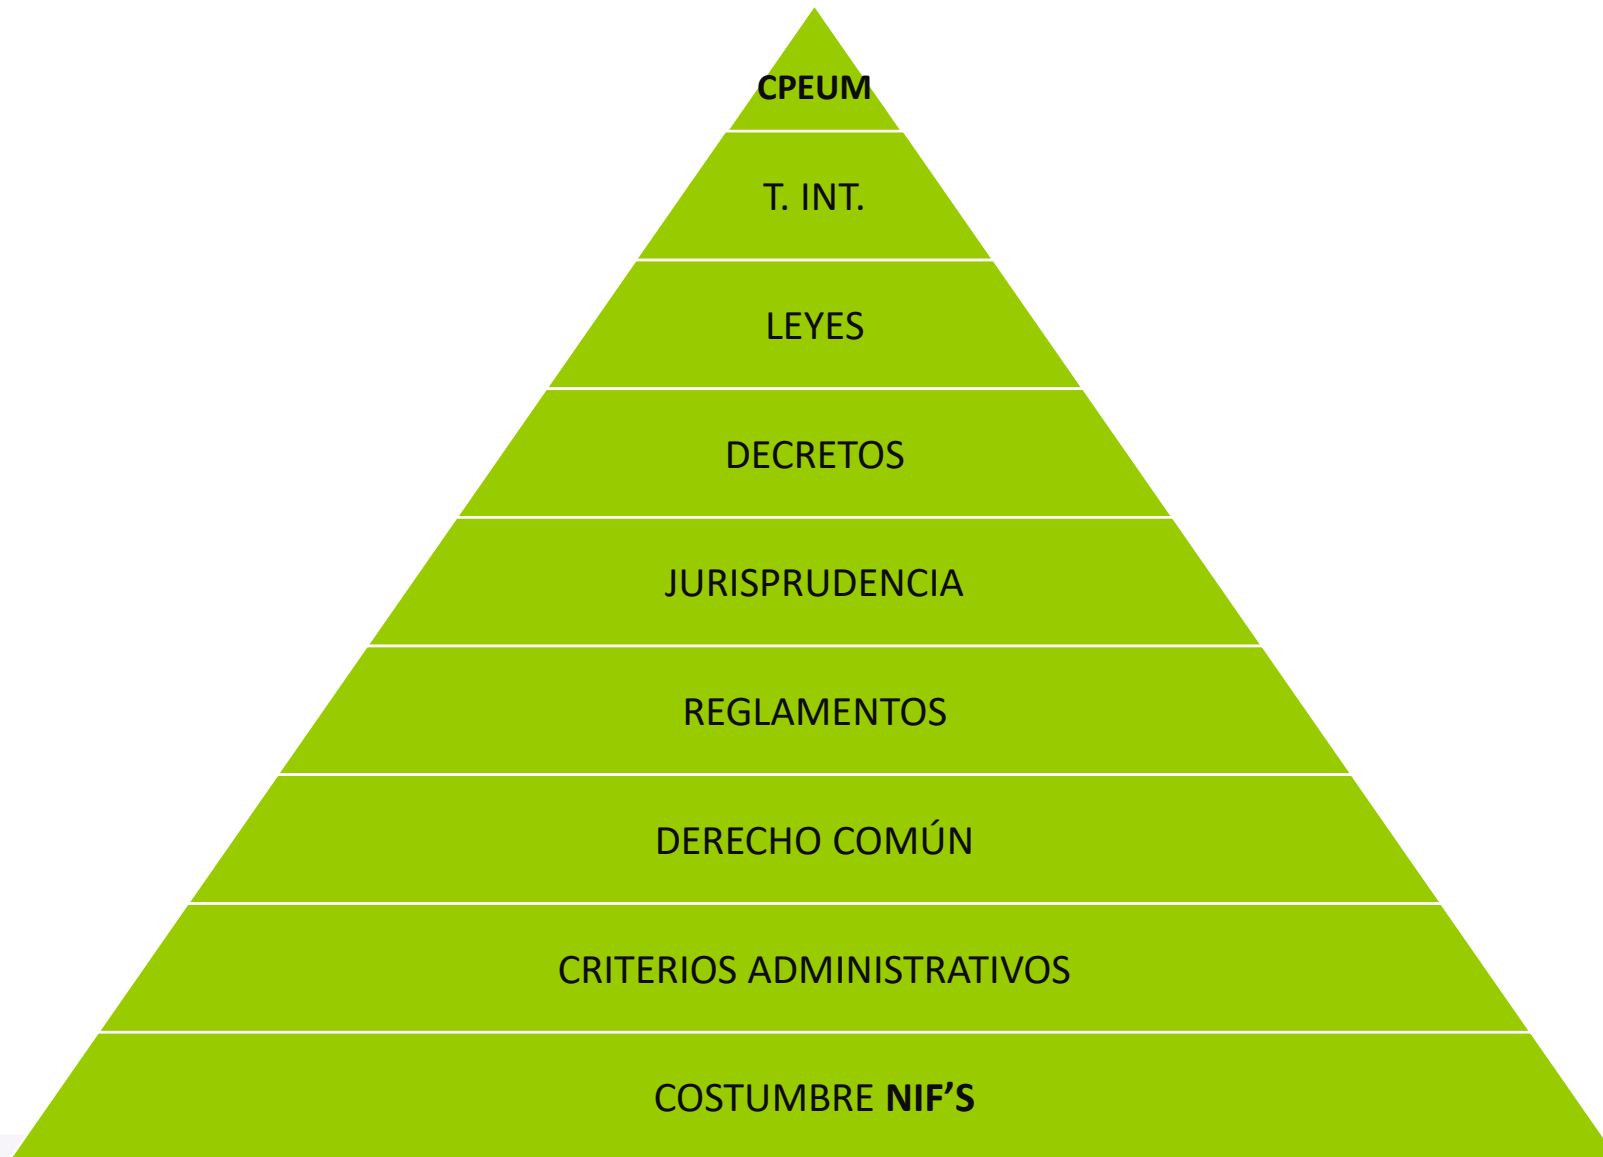 CPEUM
T. INT.
LEYES
DECRETOS
JURISPRUDENCIA
REGLAMENTOS
DERECHO COMÚN
CRITERIOS ADMINISTRATIVOS
COSTUMBRE NIF’S